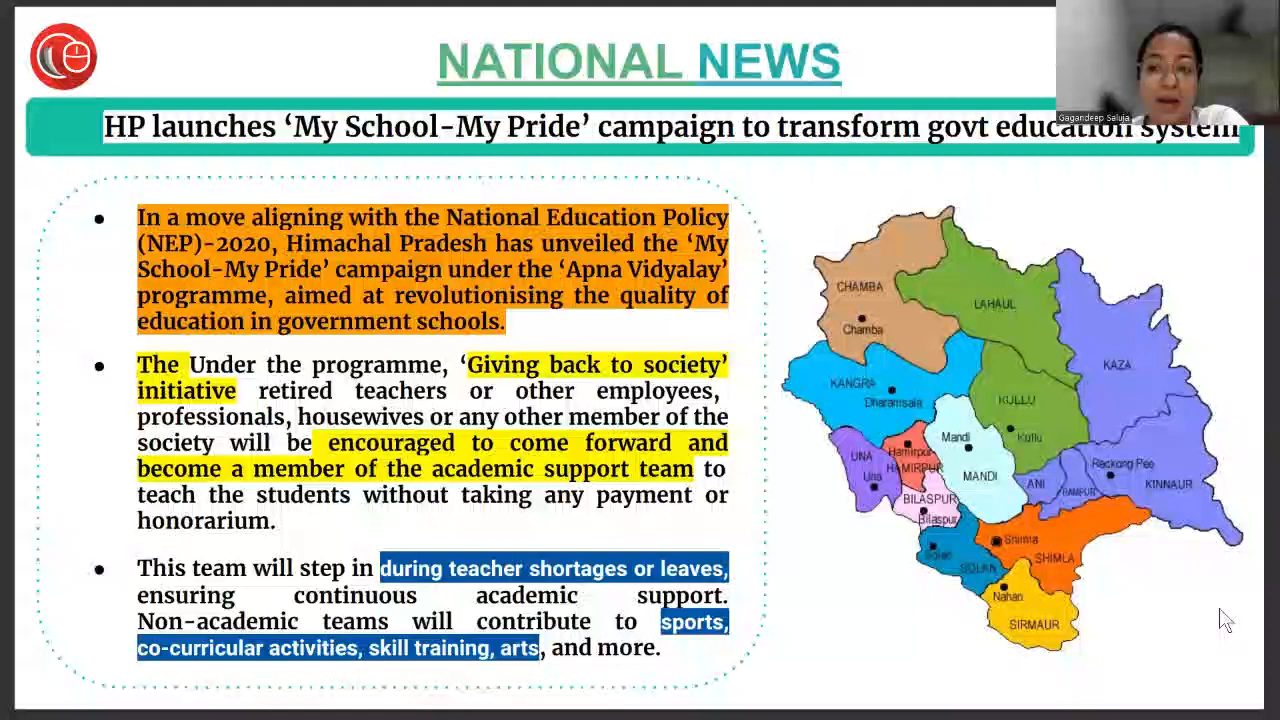 NATIONAL NEWS
Gagandeep Saluja
HP launches ‘My School-My Pride’ campaign to transform govt education system
● In a move aligning with the National Education Policy
(NEP)-2020, Himachal Pradesh has unveiled the ‘My
School-My Pride’ campaign under the ‘Apna Vidyalay’
programme, aimed at revolutionising the quality of
education in government schools.
● The Under the programme, ‘Giving back to society’
initiative retired teachers or other employees,
professionals, housewives or any other member of the
society will be encouraged to come forward and
become a member of the academic support team to
teach the students without taking any payment or
honorarium.
● This team will step in during teacher shortages or leaves,
ensuring continuous academic support.
Non-academic teams will contribute to sports,
co-curricular activities, skill training, arts, and more.
CHAMBA
Chamba
LAHAUL
KAZA
KANGRA
Dharamsala
KULLU
Kullu
Mandi
MANDI
UNA
Una
Hamirpur
HAMIRPUR
BILASPUR
Bilaspur
ANI
RAMPUR
Reckong Peo
KINNAUR
Solan
SOLAN
Shimla
SHIMLA
Nahan
SIRMAUR